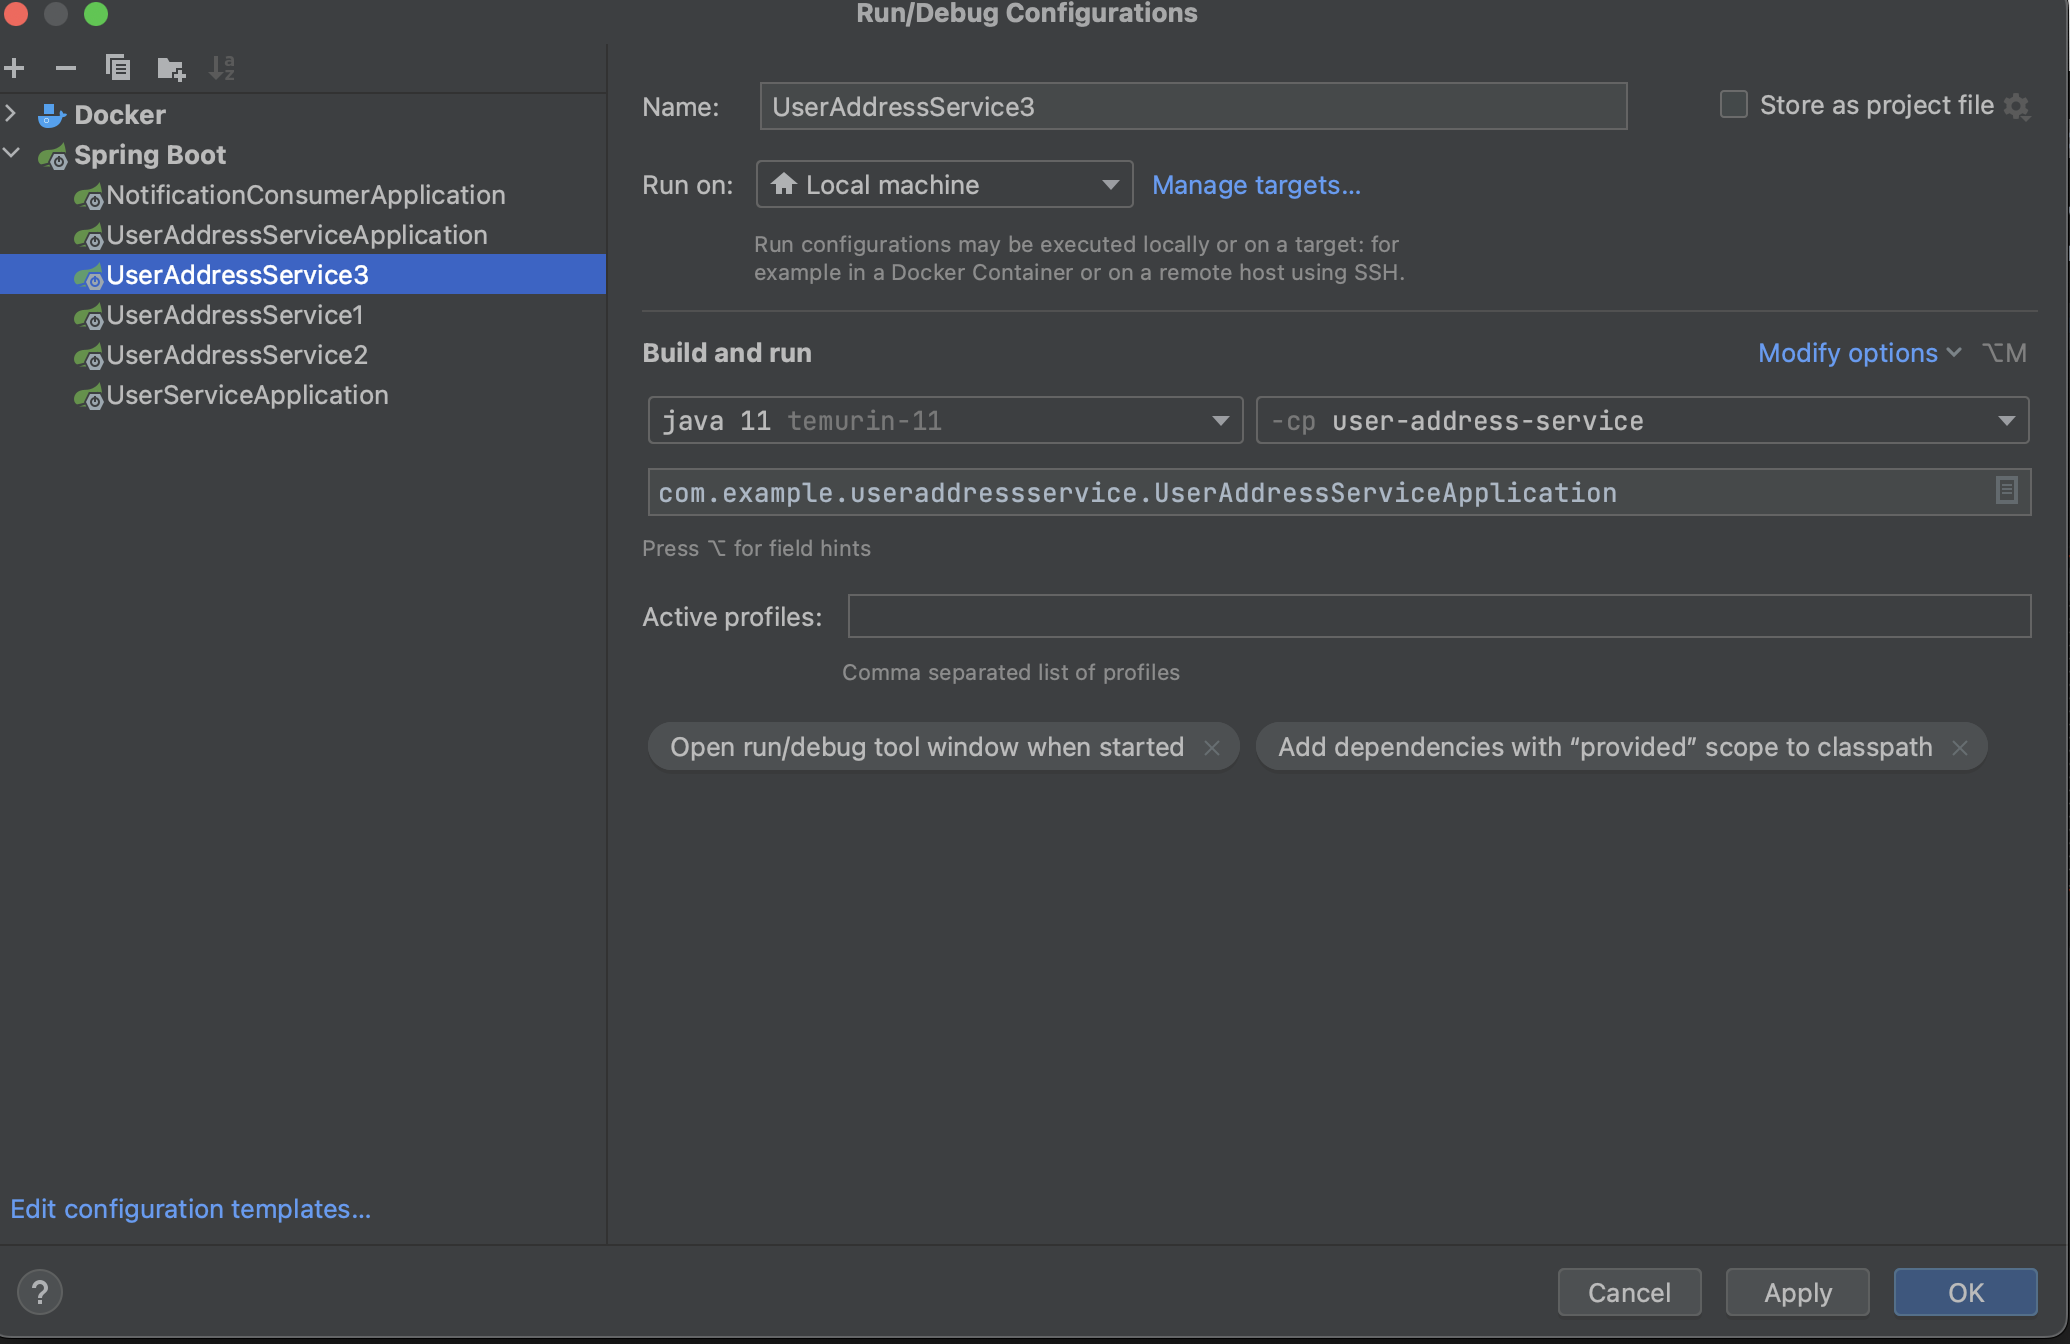 Run/Debug Configurations
Docker
Spring Boot
NotificationConsumerApplication
UserAddressServiceApplication
UserAddressService3
UserAddressService1
UserAddressService2
UserServiceApplication
Edit configuration templates...
Name: UserAddressService3
Store as project file
Run on: Local machine Manage targets...
Run configurations may be executed locally or on a target: for
example in a Docker Container or on a remote host using SSH.
Build and run
Modify options ⌥M
java 11 temurin-11
-cp user-address-service
com.example.useraddressservice.UserAddressServiceApplication
Press ⌥ for field hints
Active profiles:
Comma separated list of profiles
Open run/debug tool window when started ×
Add dependencies with “provided” scope to classpath ×
?
Cancel
Apply
OK